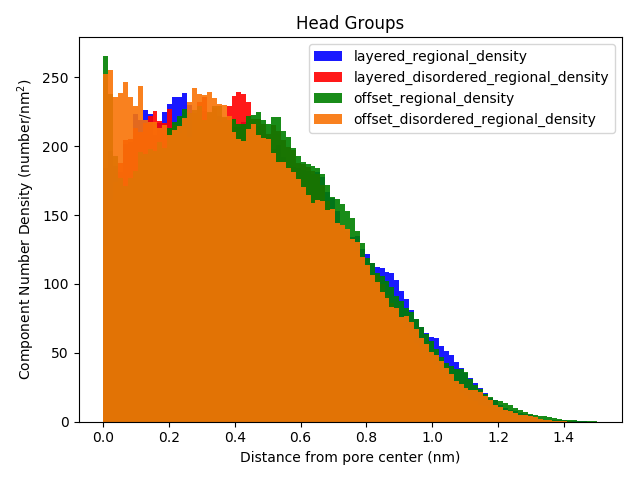 Head Groups
layered_regional_density
layered_disordered_regional_density
offset_regional_density
offset_disordered_regional_density
Component Number Density (number/nm²)
250
200
150
100
50
0
0.0 0.2 0.4 0.6 0.8 1.0 1.2 1.4
Distance from pore center (nm)